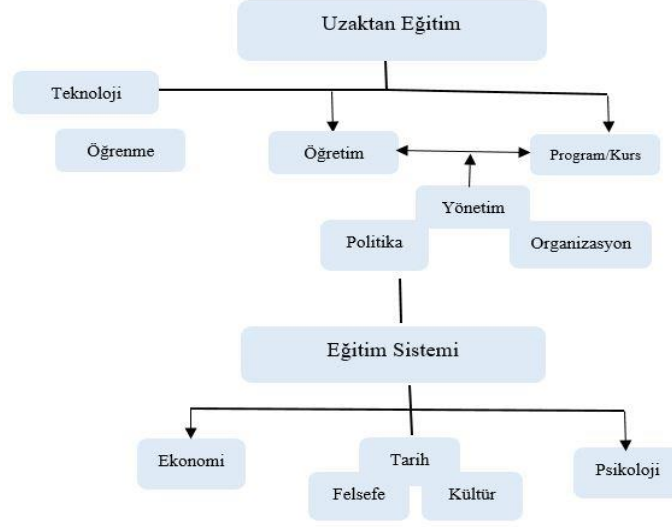 Uzaktan Eğitim
Teknoloji
Öğrenme
Öğretim
Program/Kurs
Yönetim
Politika
Organizasyon
Eğitim Sistemi
Ekonomi
Tarih
Psikoloji
Felsefe
Kültür